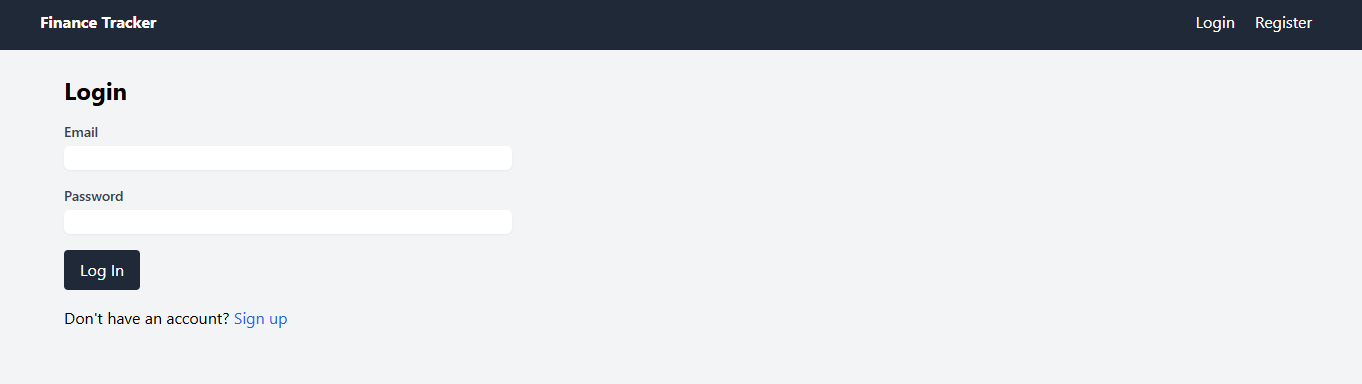 Finance Tracker
Login Register
Login
Email
Password
Log In
Don't have an account? Sign up